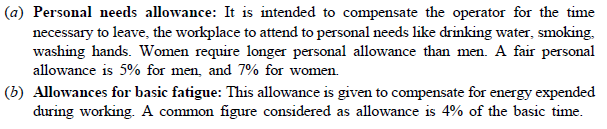 (a) Personal needs allowance: It is intended to compensate the operator for the time
necessary to leave, the workplace to attend to personal needs like drinking water, smoking,
washing hands. Women require longer personal allowance than men. A fair personal
allowance is 5% for men, and 7% for women.
(b) Allowances for basic fatigue: This allowance is given to compensate for energy expended
during working. A common figure considered as allowance is 4% of the basic time.